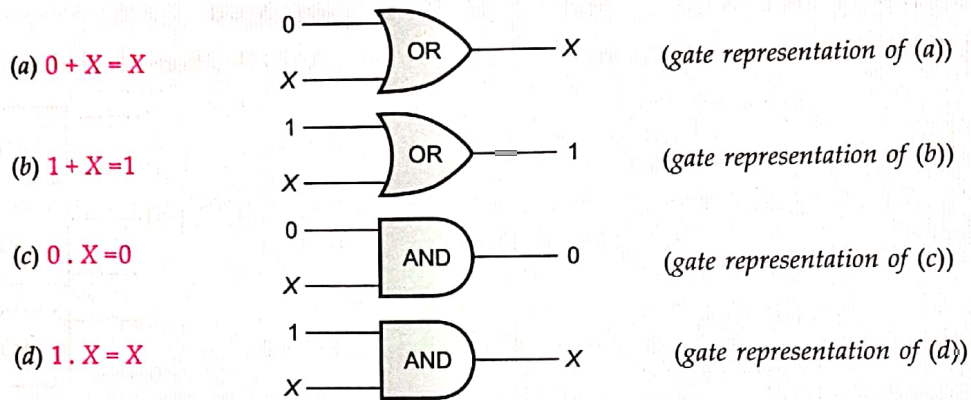 0
(a) 0 + X = X OR X (gate representation of (a))
X
1
(b) 1 + X =1 OR 1 (gate representation of (b))
X
0
(c) 0 . X =0 AND 0 (gate representation of (c))
X
1
(d) 1 . X = X AND X (gate representation of (d))
X